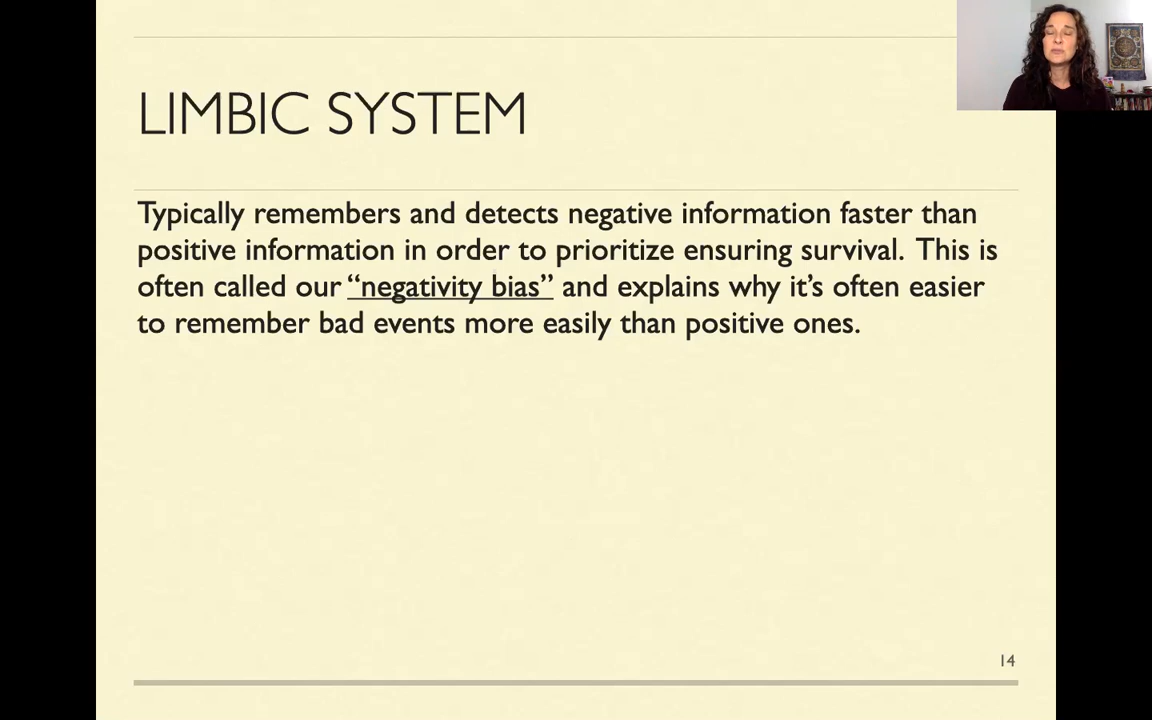 LIMBIC SYSTEM
Typically remembers and detects negative information faster than
positive information in order to prioritize ensuring survival. This is
often called our “negativity bias” and explains why it’s often easier
to remember bad events more easily than positive ones.
14